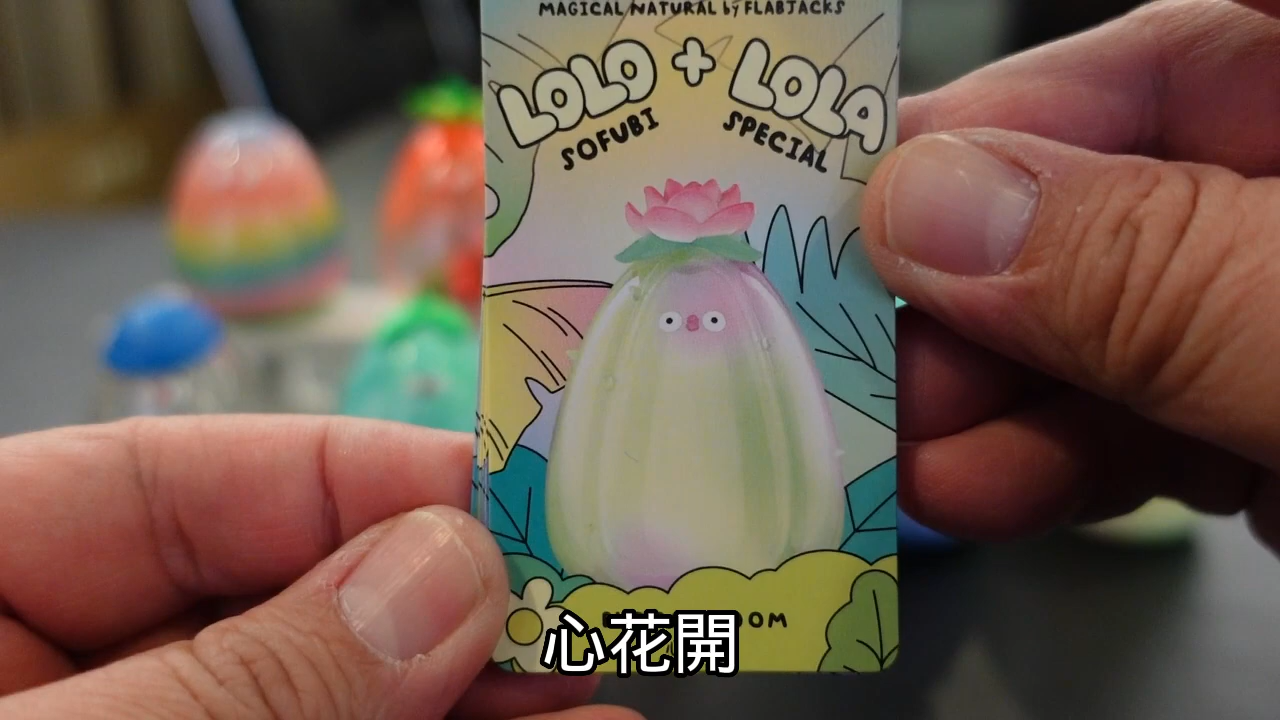 MAGICAL NATURAL by FLABJACKS
LOLO + LOLA
SOFUBI SPECIAL
心花開